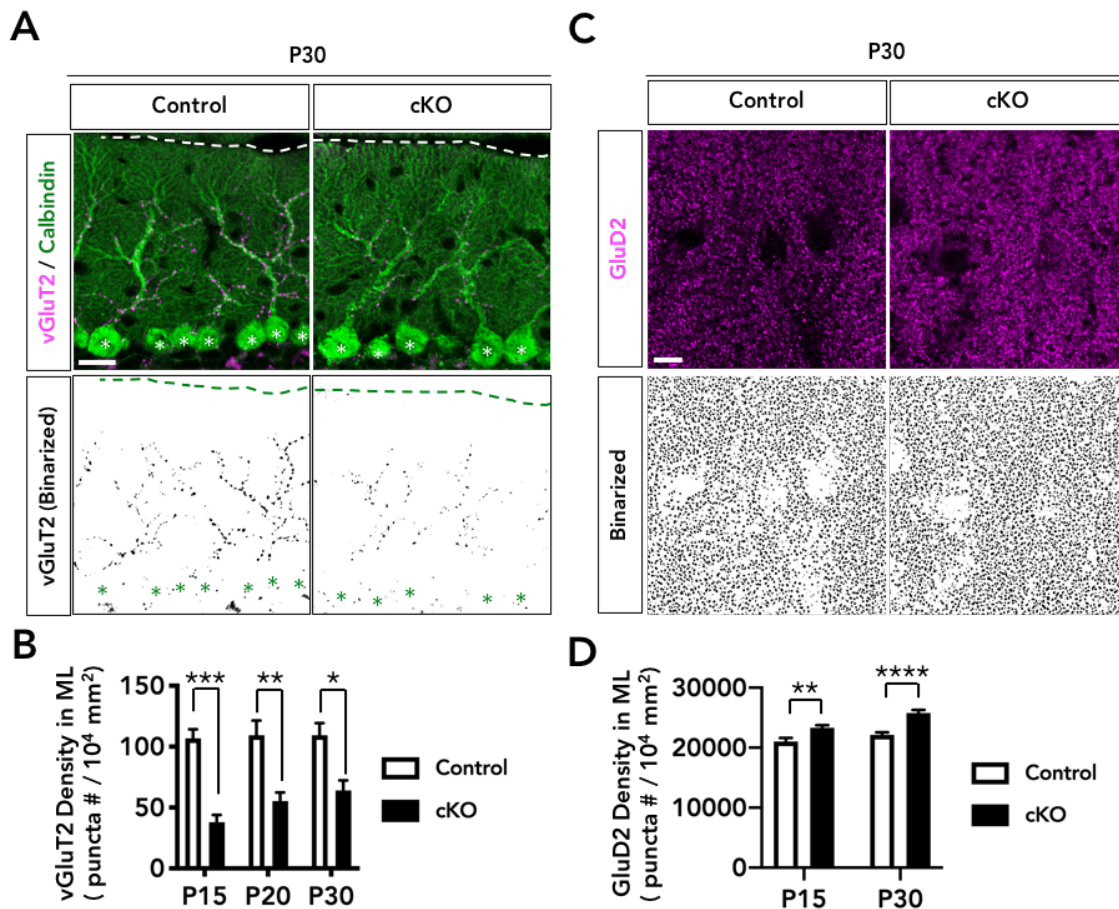 A
P30
Control
cKO
vGluT2 / Calbindin
* * * * * * *
* * * * *
vGluT2 (Binarized)
* * * * * * *
* * * * *
B
vGluT2 Density in ML
( puncta # / 10⁴ mm²)
150
100
50
0
***
**
*
P15
P20
P30
Control
cKO
C
P30
Control
cKO
GluD2
Binarized
D
GluD2 Density in ML
( puncta # / 10⁴ mm²)
30000
20000
10000
0
**
****
P15
P30
Control
cKO